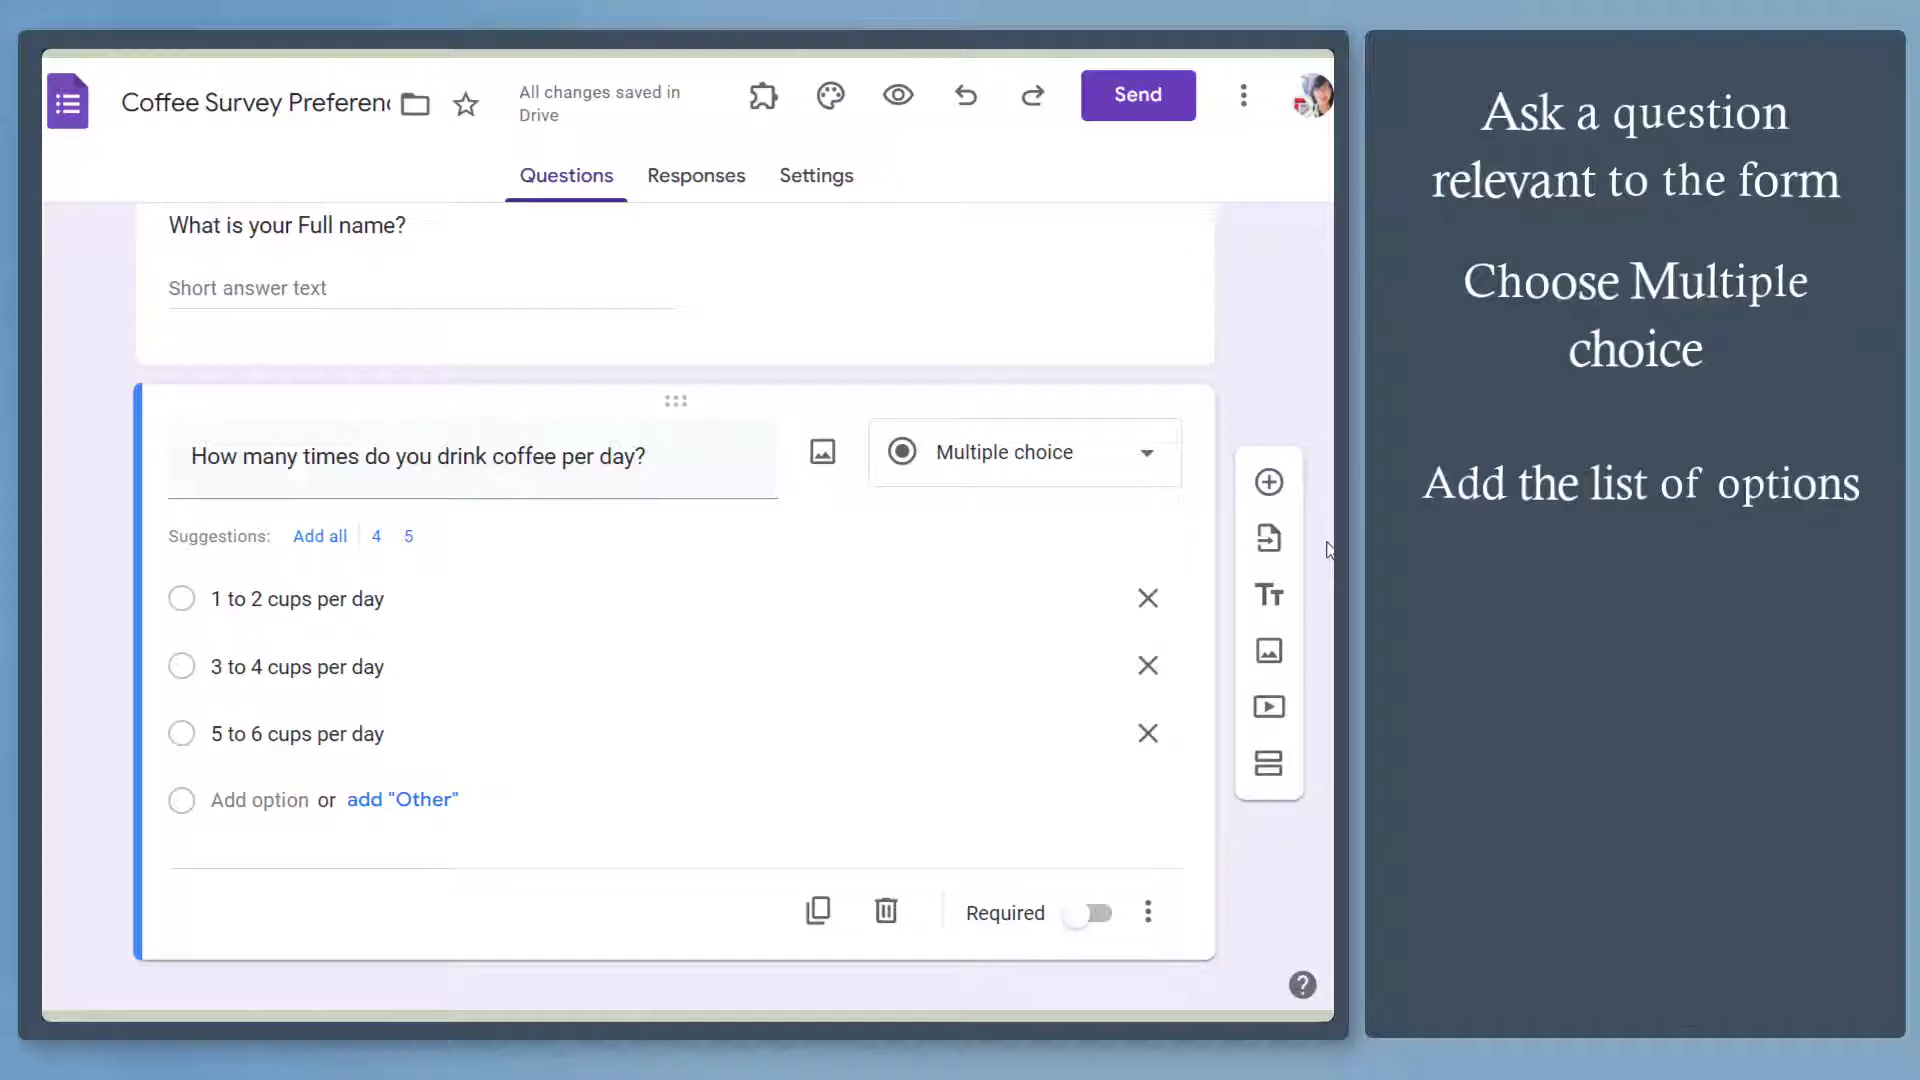 Coffee Survey Preferenc
All changes saved in
Drive
Send
Questions
Responses
Settings
What is your Full name?
Short answer text
How many times do you drink coffee per day?
Multiple choice
Suggestions: Add all 4 5
1 to 2 cups per day
3 to 4 cups per day
5 to 6 cups per day
Add option or add "Other"
Required
Ask a question
relevant to the form
Choose Multiple
choice
Add the list of options